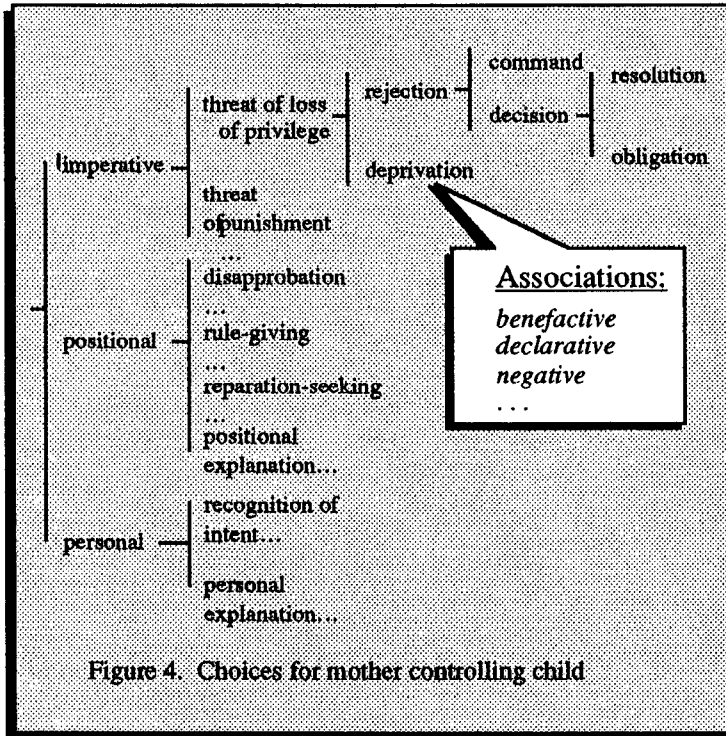 imperative
threat of loss
of privilege
rejection
command
decision
resolution
obligation
deprivation
threat
ofpunishment
...
positional
disapprobation
...
rule-giving
...
reparation-seeking
...
positional
explanation...
personal
recognition of
intent...
personal
explanation...
Associations:
benefactive
declarative
negative
. . .
Figure 4. Choices for mother controlling child